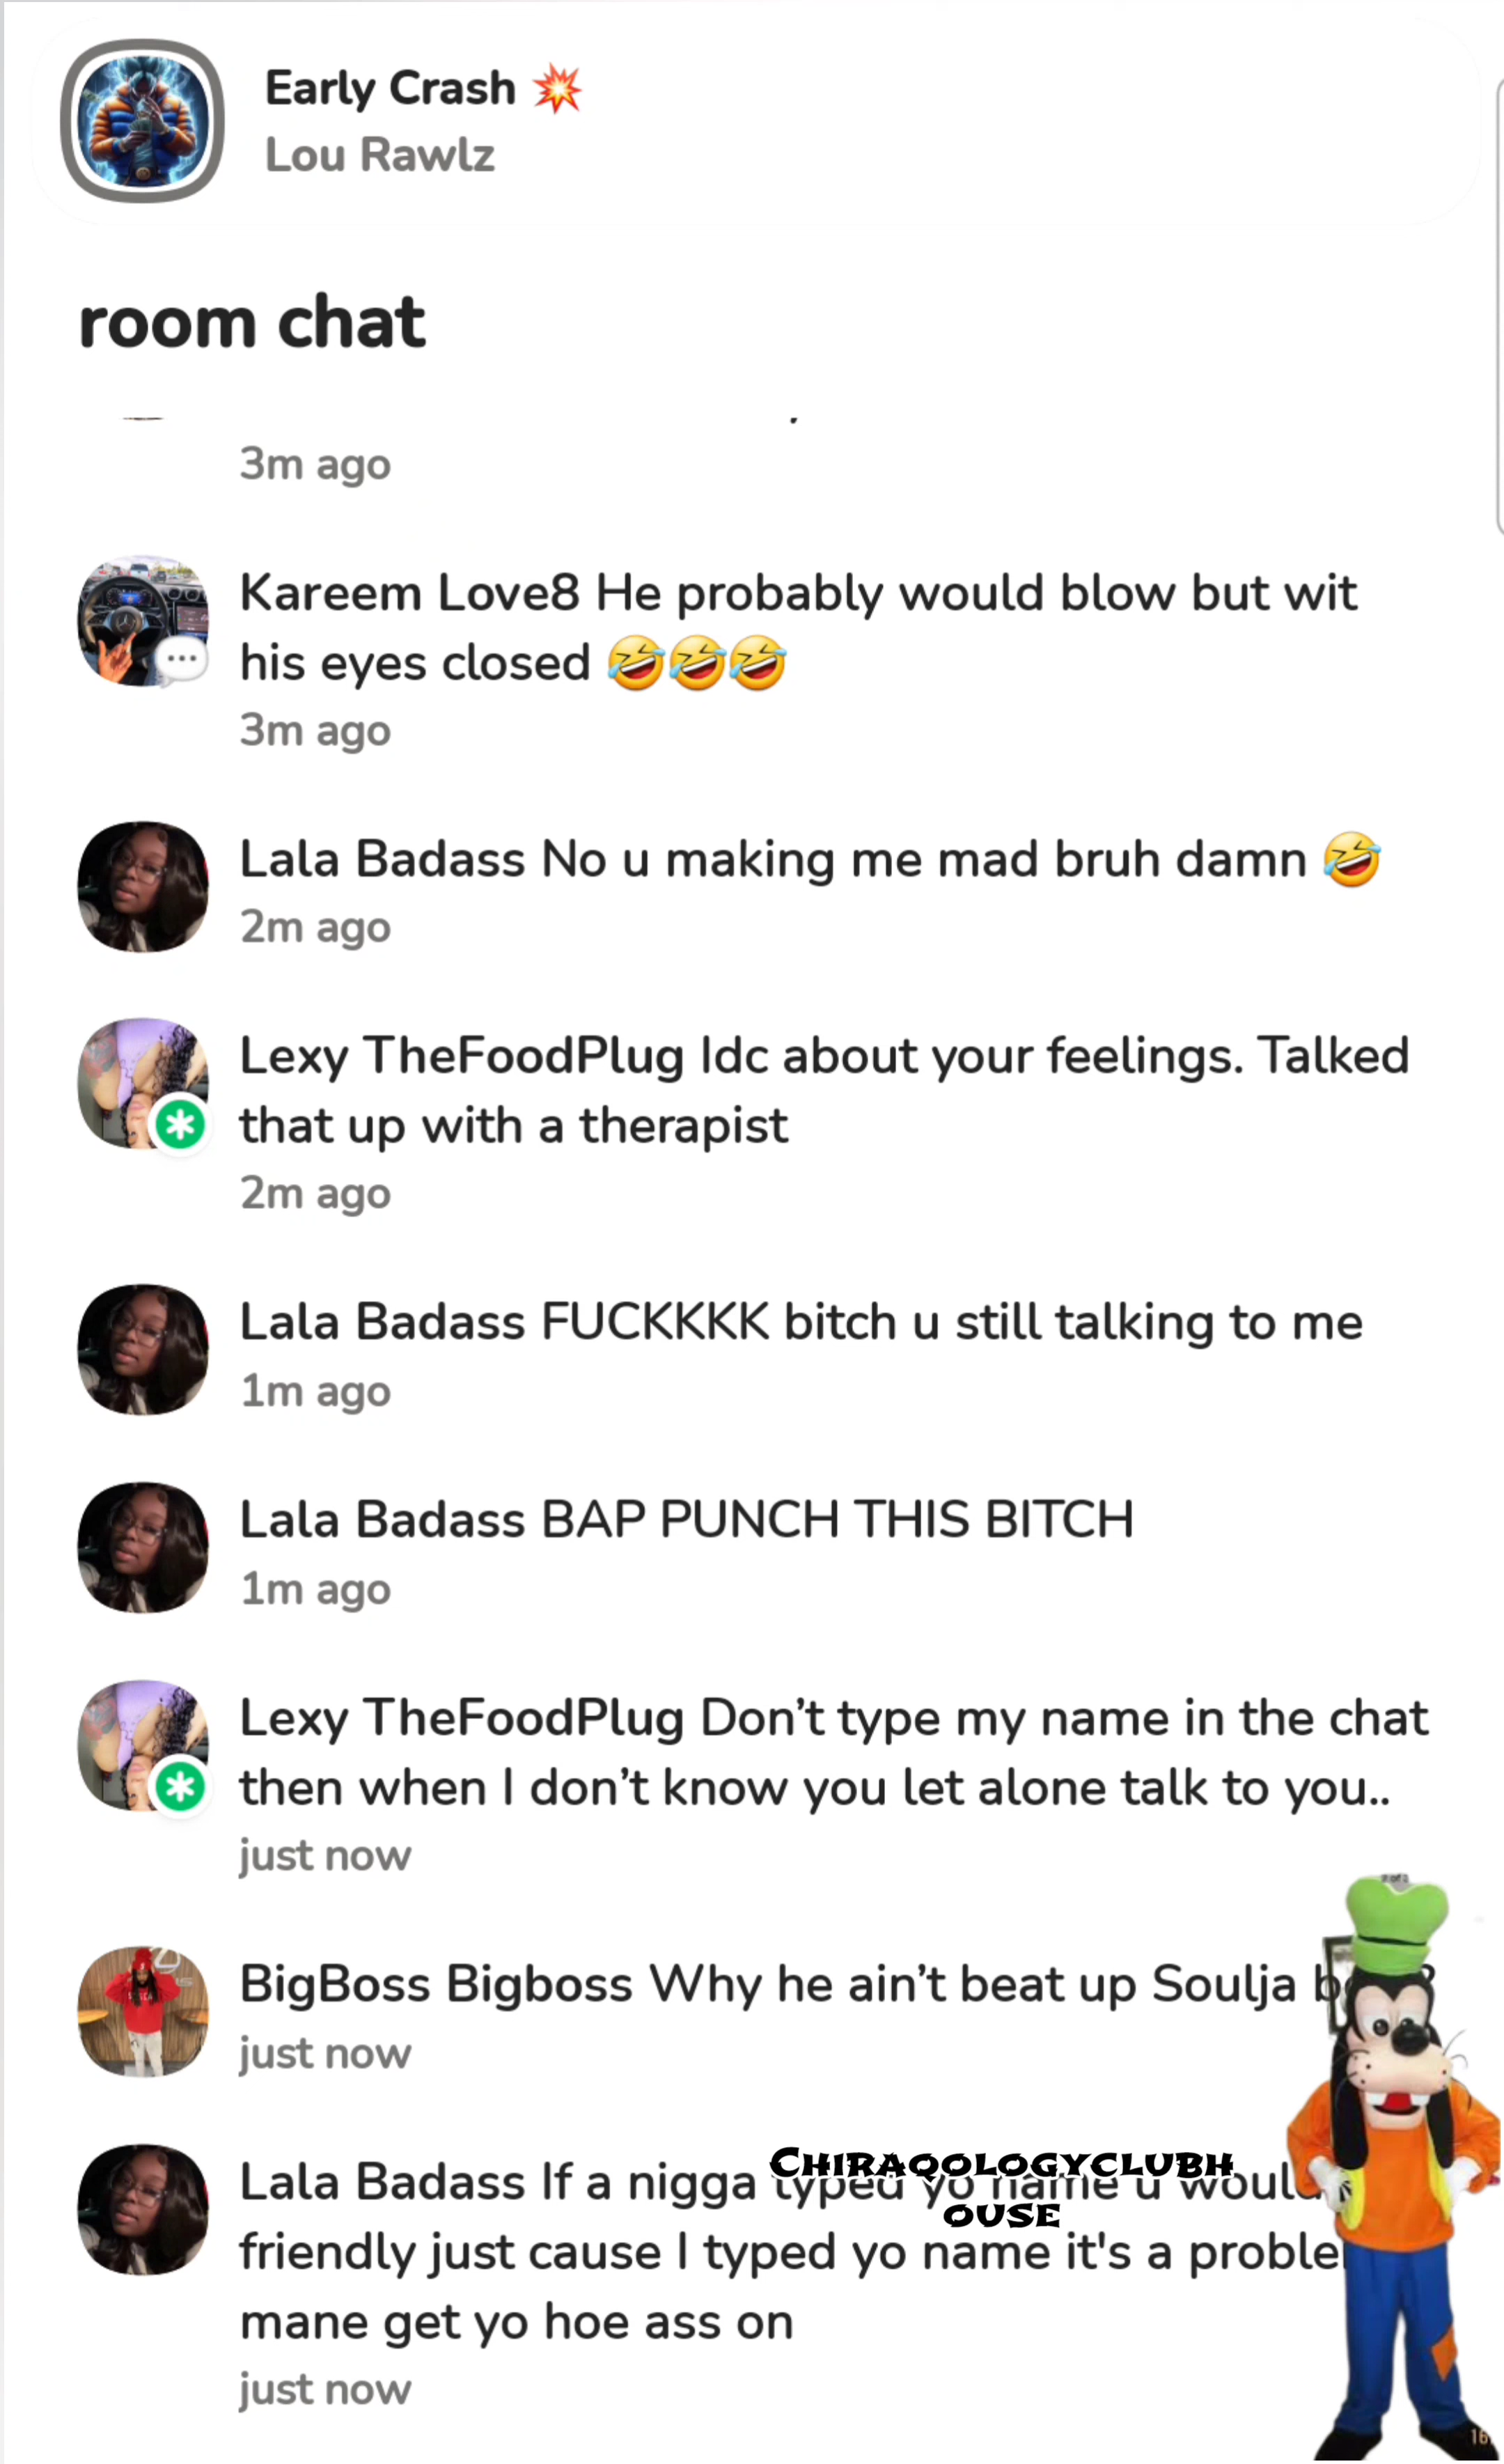 Early Crash 💥
Lou Rawlz
room chat
3m ago
Kareem Love8 He probably would blow but wit
his eyes closed 🤣🤣🤣
3m ago
Lala Badass No u making me mad bruh damn 🤣
2m ago
Lexy TheFoodPlug Idc about your feelings. Talked
that up with a therapist
2m ago
Lala Badass FUCKKKK bitch u still talking to me
1m ago
Lala Badass BAP PUNCH THIS BITCH
1m ago
Lexy TheFoodPlug Don't type my name in the chat
then when I don't know you let alone talk to you..
just now
BigBoss Bigboss Why he ain't beat up Soulja
just now
Chiraqologyclubh
ouse
Lala Badass If a nigga typed yo name u
friendly just cause I typed yo name it's a
mane get yo hoe ass on
just now